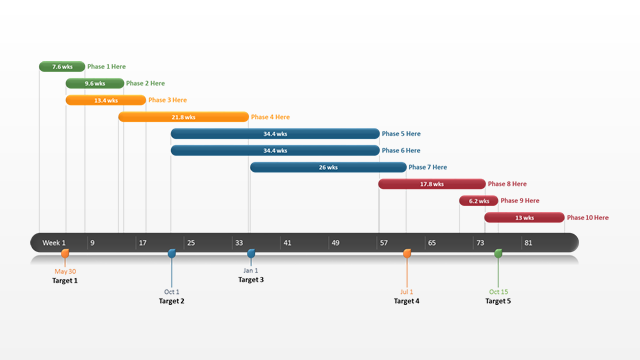 7.6 wks Phase 1 Here
9.6 wks Phase 2 Here
13.4 wks Phase 3 Here
21.8 wks Phase 4 Here
34.4 wks Phase 5 Here
34.4 wks Phase 6 Here
26 wks Phase 7 Here
17.8 wks Phase 8 Here
6.2 wks Phase 9 Here
13 wks Phase 10 Here
Week 1 9 17 25 33 41 49 57 65 73 81
May 30
Target 1
Oct 1
Target 2
Jan 1
Target 3
Jul 1
Target 4
Oct 15
Target 5